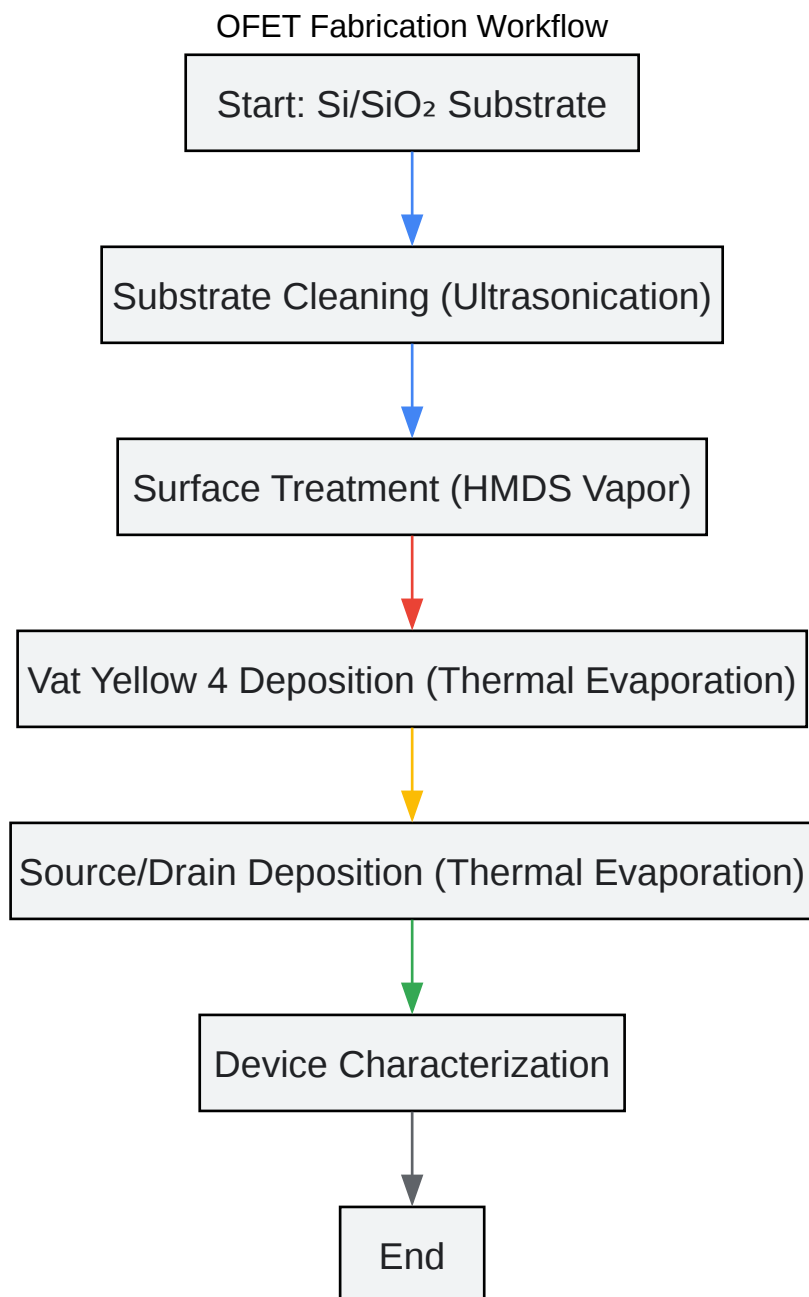 OFET Fabrication Workflow
Start: Si/SiO₂ Substrate
Substrate Cleaning (Ultrasonication)
Surface Treatment (HMDS Vapor)
Vat Yellow 4 Deposition (Thermal Evaporation)
Source/Drain Deposition (Thermal Evaporation)
Device Characterization
End